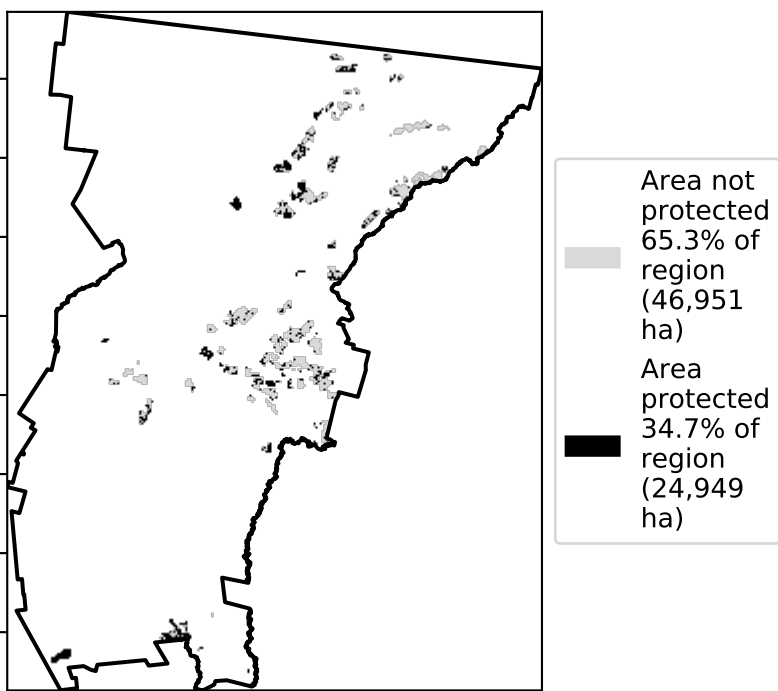 Area not
protected
65.3% of
region
(46,951
ha)
Area
protected
34.7% of
region
(24,949
ha)